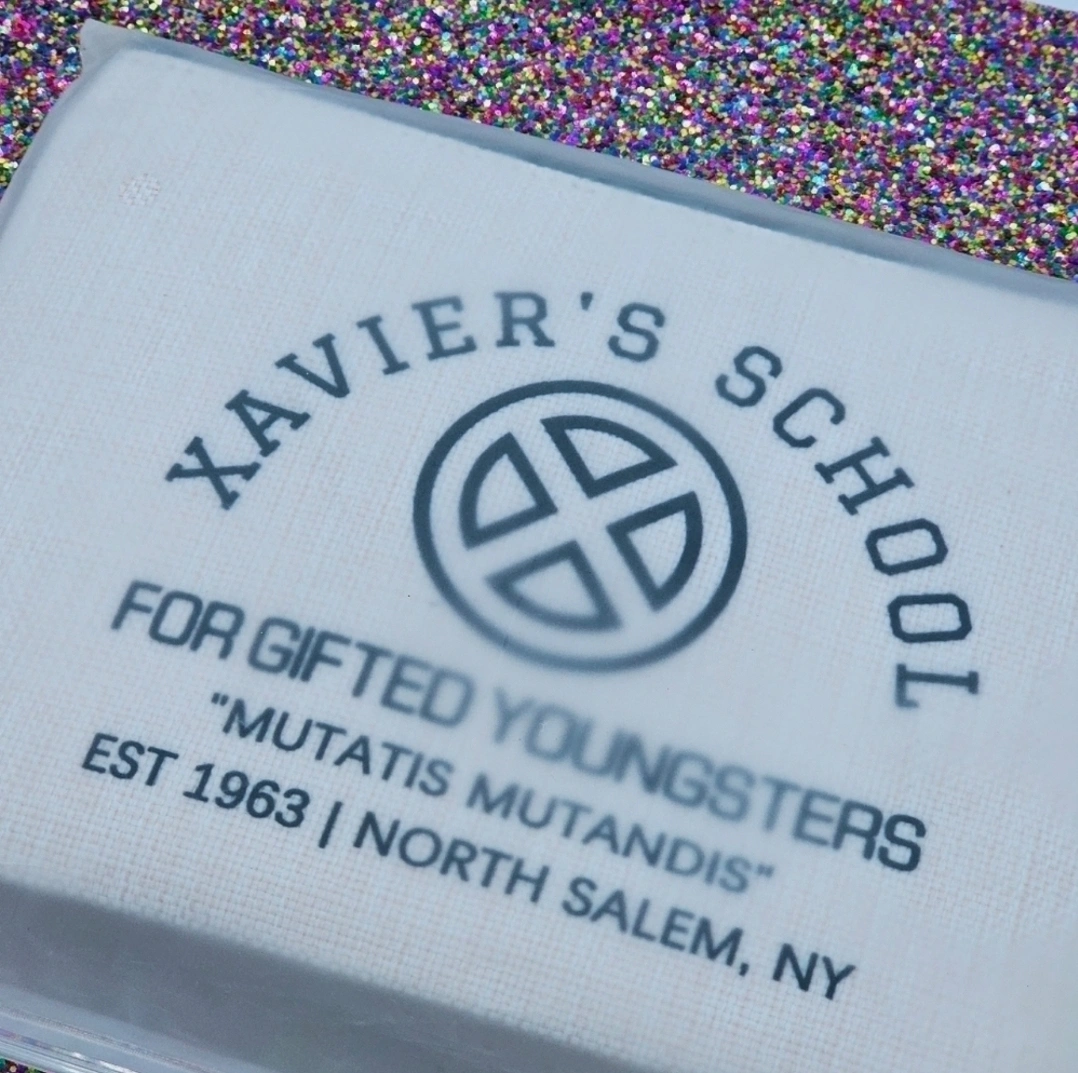 XAVIER'S SCHOOL
FOR GIFTED YOUNGSTERS
"MUTATIS MUTANDIS"
EST 1963 | NORTH SALEM, NY